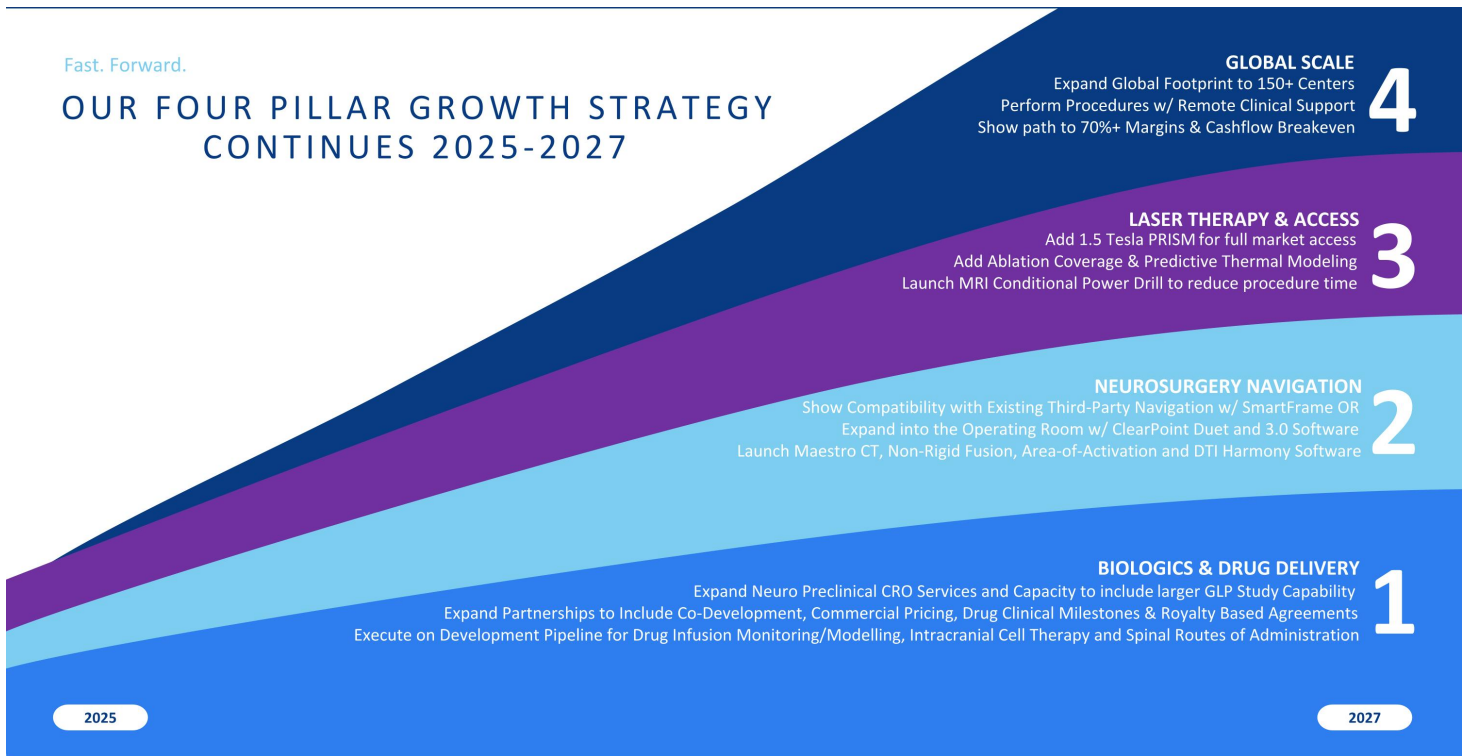 Fast. Forward.
OUR FOUR PILLAR GROWTH STRATEGY
CONTINUES 2025-2027
GLOBAL SCALE
Expand Global Footprint to 150+ Centers
Perform Procedures w/ Remote Clinical Support
Show path to 70%+ Margins & Cashflow Breakeven
4
LASER THERAPY & ACCESS
Add 1.5 Tesla PRISM for full market access
Add Ablation Coverage & Predictive Thermal Modeling
Launch MRI Conditional Power Drill to reduce procedure time
3
NEUROSURGERY NAVIGATION
Show Compatibility with Existing Third-Party Navigation w/ SmartFrame OR
Expand into the Operating Room w/ ClearPoint Duet and 3.0 Software
Launch Maestro CT, Non-Rigid Fusion, Area-of-Activation and DTI Harmony Software
2
BIOLOGICS & DRUG DELIVERY
Expand Neuro Preclinical CRO Services and Capacity to include larger GLP Study Capability
Expand Partnerships to Include Co-Development, Commercial Pricing, Drug Clinical Milestones & Royalty Based Agreements
Execute on Development Pipeline for Drug Infusion Monitoring/Modelling, Intracranial Cell Therapy and Spinal Routes of Administration
1
2025
2027